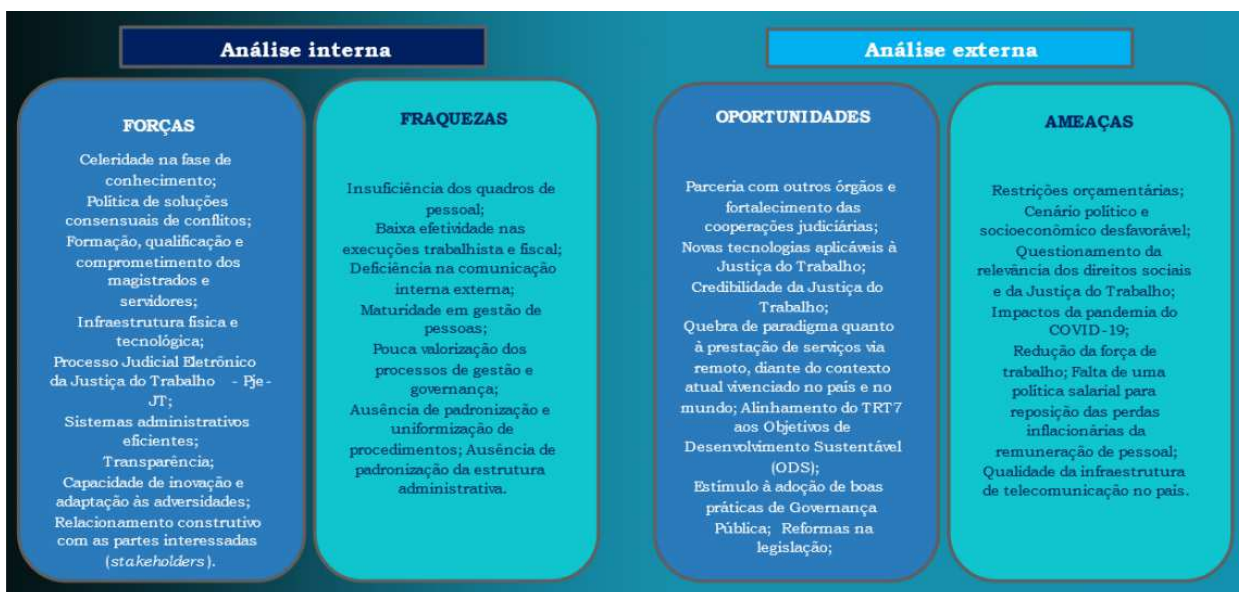 Análise interna
FORÇAS
Celeridade na fase de
conhecimento;
Política de soluções
consensuais de conflitos;
Formação, qualificação e
comprometimento dos
magistrados e
servidores;
Infraestrutura física e
tecnológica;
Processo Judicial Eletrônico
da Justiça do Trabalho - Pje-
JT;
Sistemas administrativos
eficientes;
Transparência;
Capacidade de inovação e
adaptação às adversidades;
Relacionamento construtivo
com as partes interessadas
(stakeholders).
FRAQUEZAS
Insuficiência dos quadros de
pessoal;
Baixa efetividade nas
execuções trabalhista e fiscal;
Deficiência na comunicação
interna externa;
Maturidade em gestão de
pessoas;
Pouca valorização dos
processos de gestão e
governança;
Ausência de padronização e
uniformização de
procedimentos; Ausência de
padronização da estrutura
administrativa.
Análise externa
OPORTUNIDADES
Parceria com outros órgãos e
fortalecimento das
cooperações judiciárias;
Novas tecnologias aplicáveis à
Justiça do Trabalho;
Credibilidade da Justiça do
Trabalho;
Quebra de paradigma quanto
à prestação de serviços via
remoto, diante do contexto
atual vivenciado no país e no
mundo; Alinhamento do TRT7
aos Objetivos de
Desenvolvimento Sustentável
(ODS);
Estímulo à adoção de boas
práticas de Governança
Pública; Reformas na
legislação;
AMEAÇAS
Restrições orçamentárias;
Cenário político e
socioeconômico desfavorável;
Questionamento da
relevância dos direitos sociais
e da Justiça do Trabalho;
Impactos da pandemia do
COVID-19;
Redução da força de
trabalho; Falta de uma
política salarial para
reposição das perdas
inflacionárias da
remuneração de pessoal;
Qualidade da infraestrutura
de telecomunicação no país.